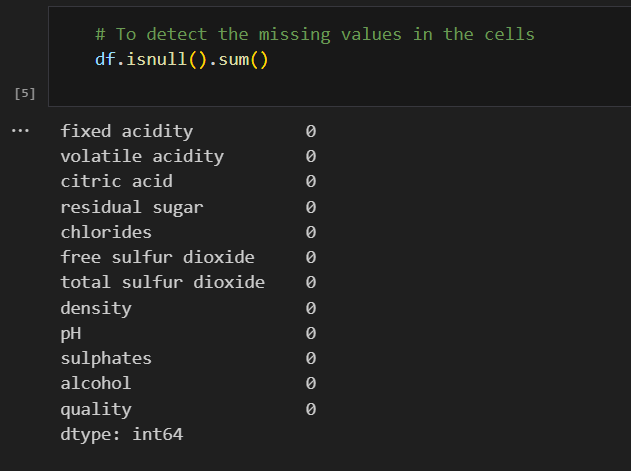 # To detect the missing values in the cells
df.isnull().sum()
[5]
...
fixed acidity 0
volatile acidity 0
citric acid 0
residual sugar 0
chlorides 0
free sulfur dioxide 0
total sulfur dioxide 0
density 0
pH 0
sulphates 0
alcohol 0
quality 0
dtype: int64